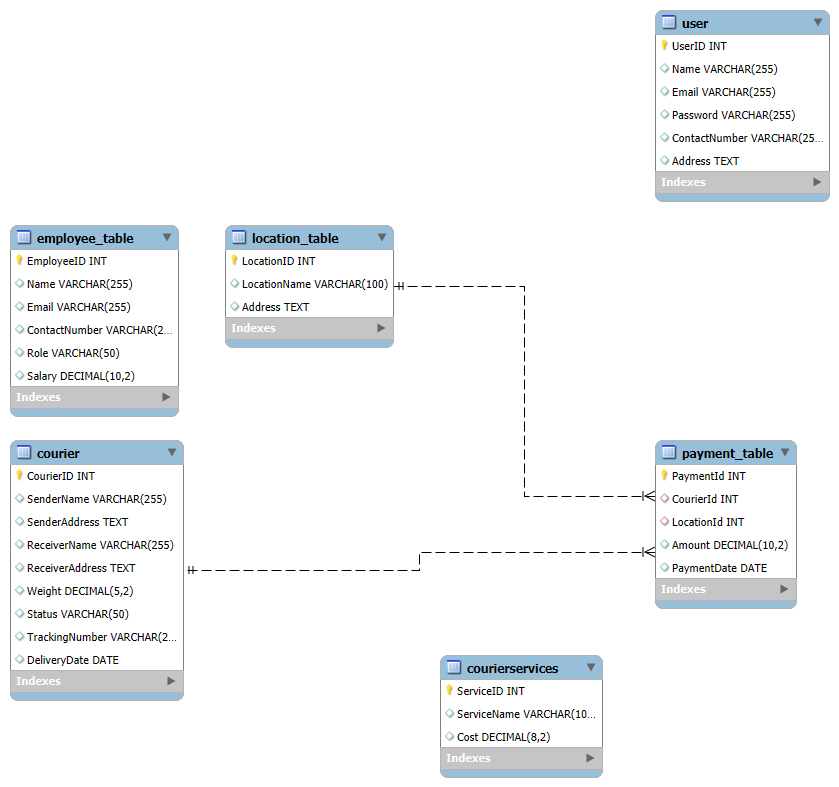 user
UserID INT
Name VARCHAR(255)
Email VARCHAR(255)
Password VARCHAR(255)
ContactNumber VARCHAR(25...
Address TEXT
Indexes
employee_table
EmployeeID INT
Name VARCHAR(255)
Email VARCHAR(255)
ContactNumber VARCHAR(2...
Role VARCHAR(50)
Salary DECIMAL(10,2)
Indexes
location_table
LocationID INT
LocationName VARCHAR(100)
Address TEXT
Indexes
courier
CourierID INT
SenderName VARCHAR(255)
SenderAddress TEXT
ReceiverName VARCHAR(255)
ReceiverAddress TEXT
Weight DECIMAL(5,2)
Status VARCHAR(50)
TrackingNumber VARCHAR(2...
DeliveryDate DATE
Indexes
payment_table
PaymentId INT
CourierId INT
LocationId INT
Amount DECIMAL(10,2)
PaymentDate DATE
Indexes
courierservices
ServiceID INT
ServiceName VARCHAR(10...
Cost DECIMAL(8,2)
Indexes